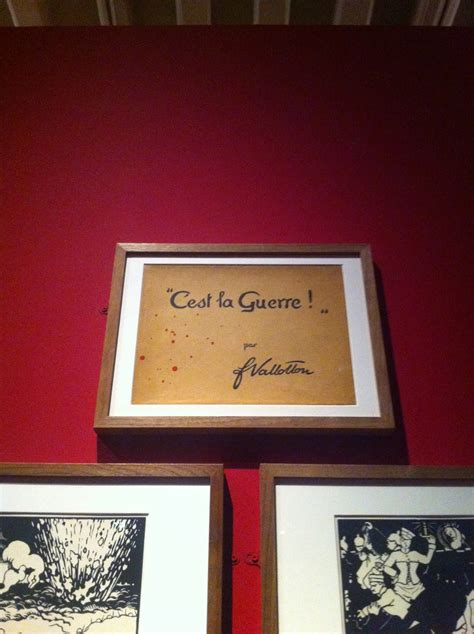 "C'est la Guerre !"
par
f Vallotton